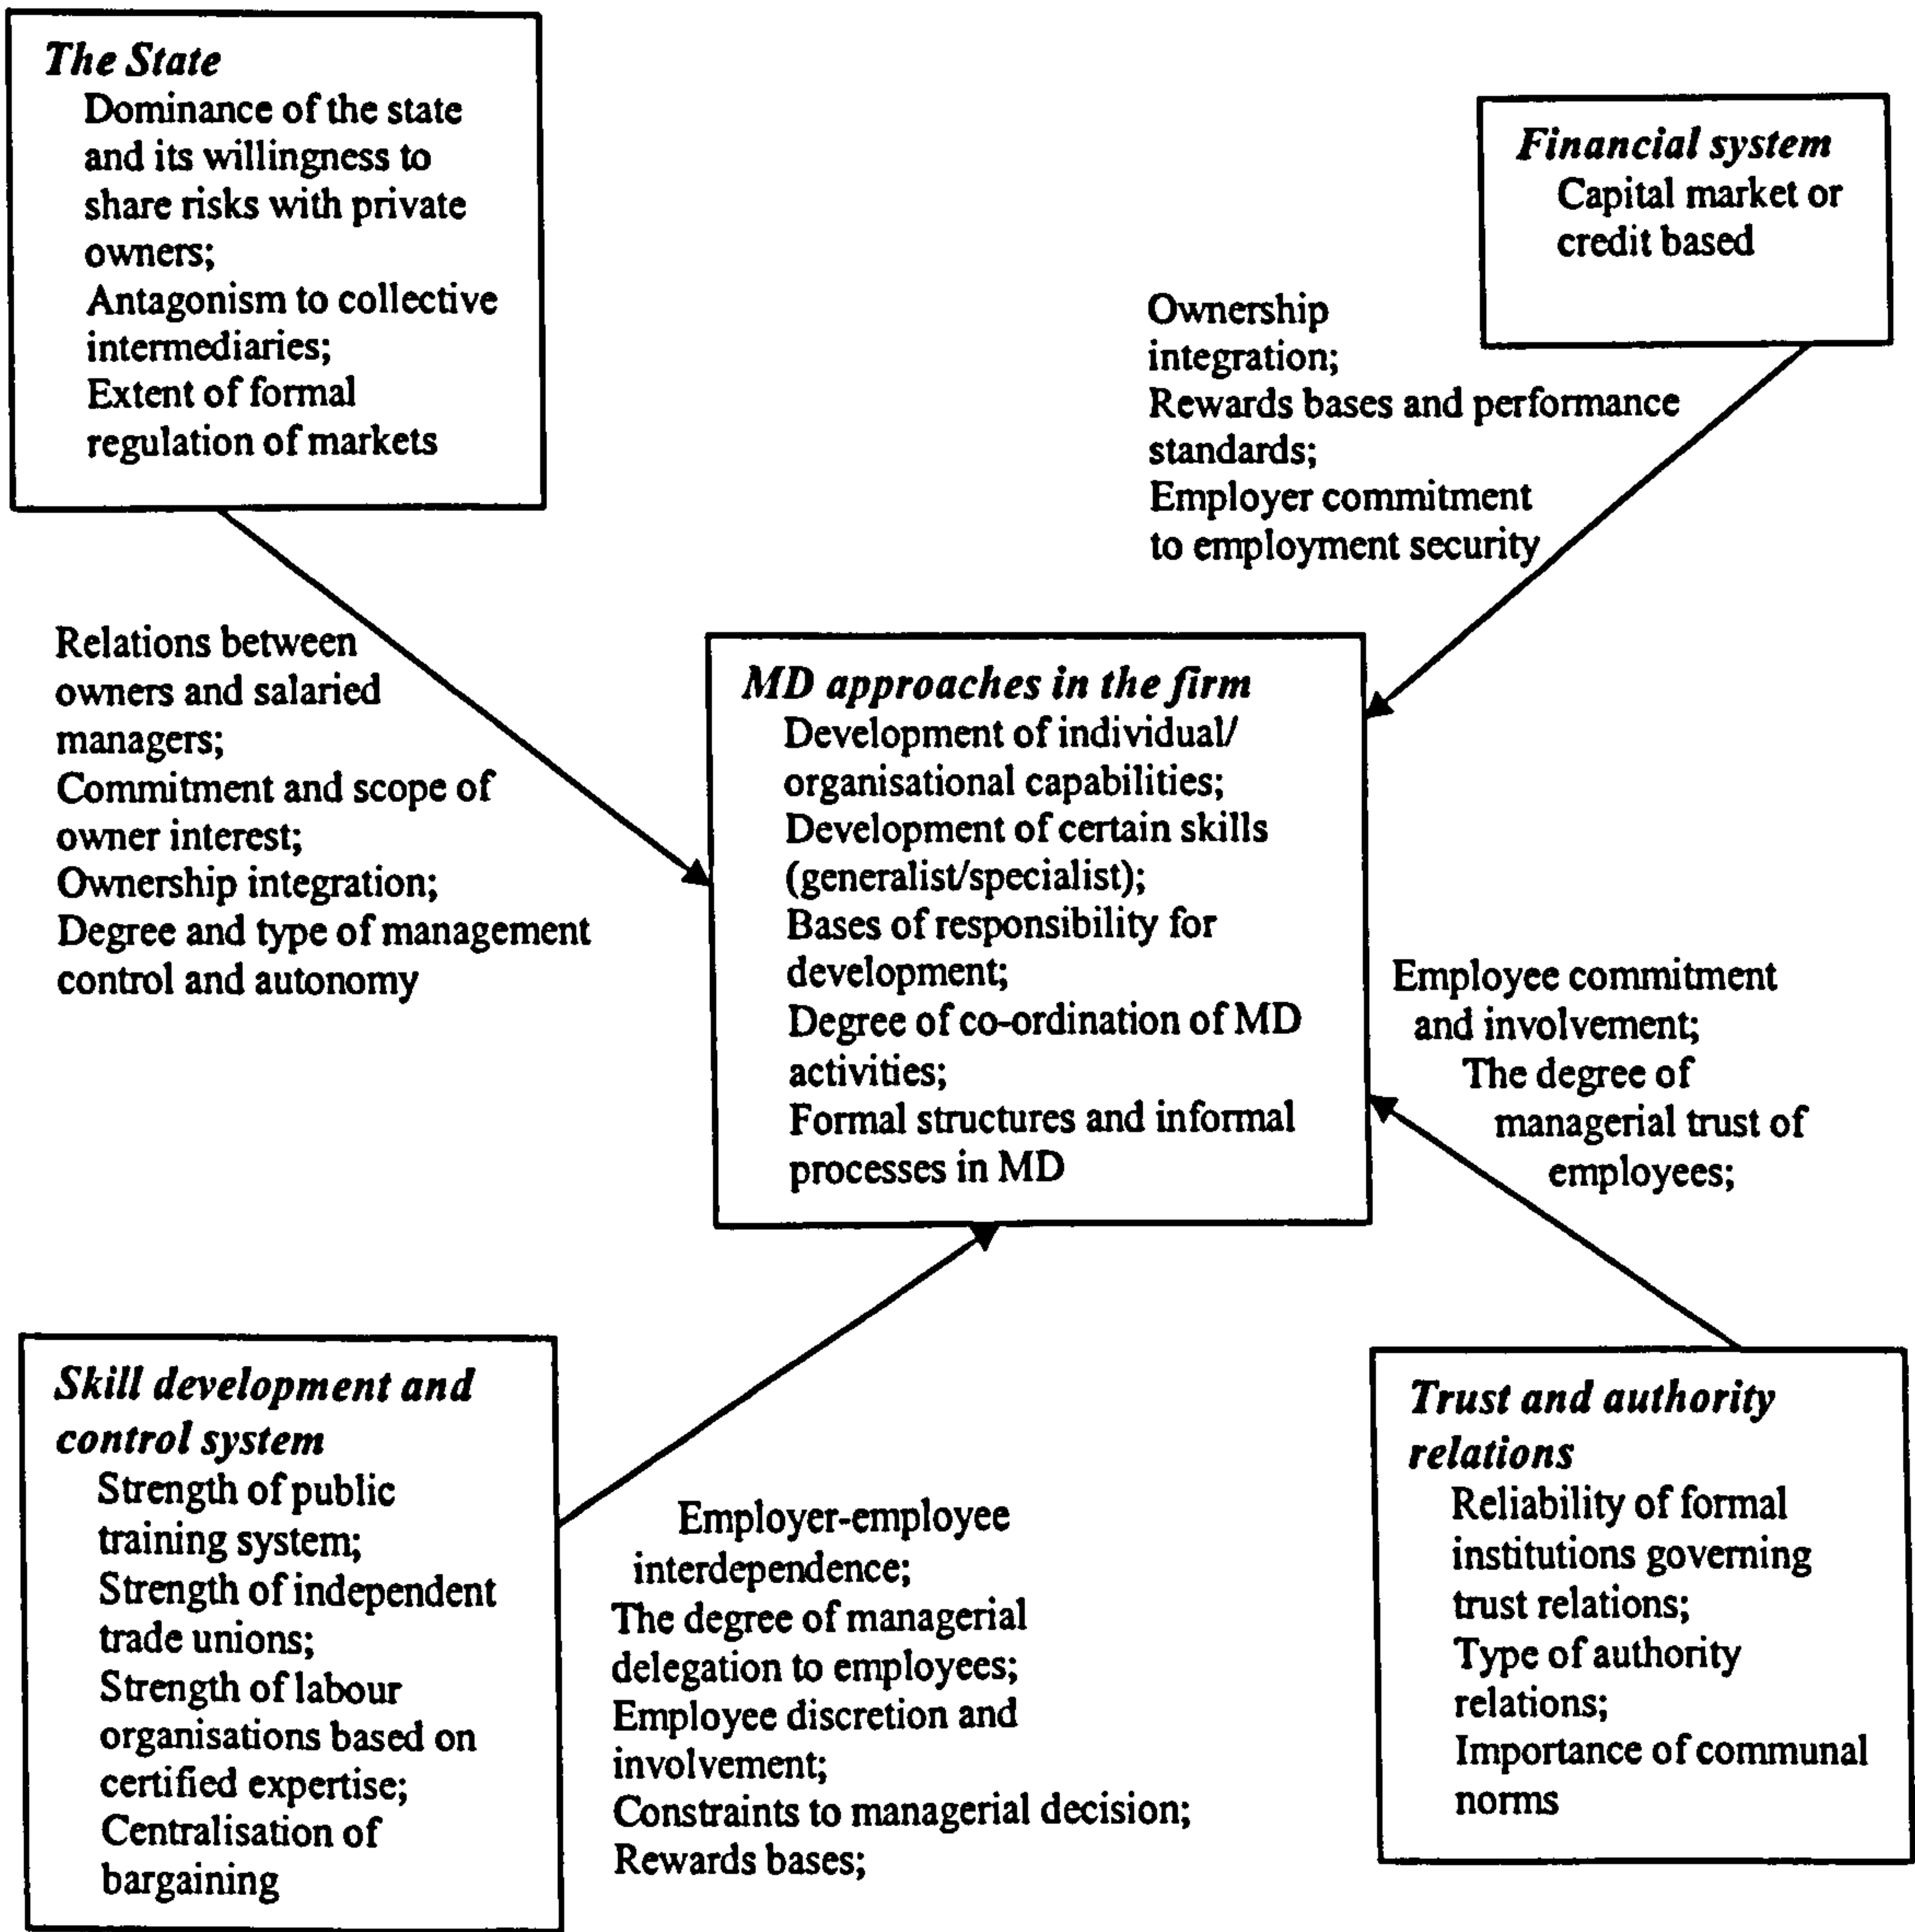 The State
Dominance of the state
and its willingness to
share risks with private
owners;
Antagonism to collective
intermediaries;
Extent of formal
regulation of markets
Financial system
Capital market or
credit based
Ownership
integration;
Rewards bases and performance
standards;
Employer commitment
to employment security
Relations between
owners and salaried
managers;
Commitment and scope of
owner interest;
Ownership integration;
Degree and type of management
control and autonomy
MD approaches in the firm
Development of individual/
organisational capabilities;
Development of certain skills
(generalist/specialist);
Bases of responsibility for
development;
Degree of co-ordination of MD
activities;
Formal structures and informal
processes in MD
Employee commitment
and involvement;
The degree of
managerial trust of
employees;
Skill development and
control system
Strength of public
training system;
Strength of independent
trade unions;
Strength of labour
organisations based on
certified expertise;
Centralisation of
bargaining
Employer-employee
interdependence;
The degree of managerial
delegation to employees;
Employee discretion and
involvement;
Constraints to managerial decision;
Rewards bases;
Trust and authority
relations
Reliability of formal
institutions governing
trust relations;
Type of authority
relations;
Importance of communal
norms